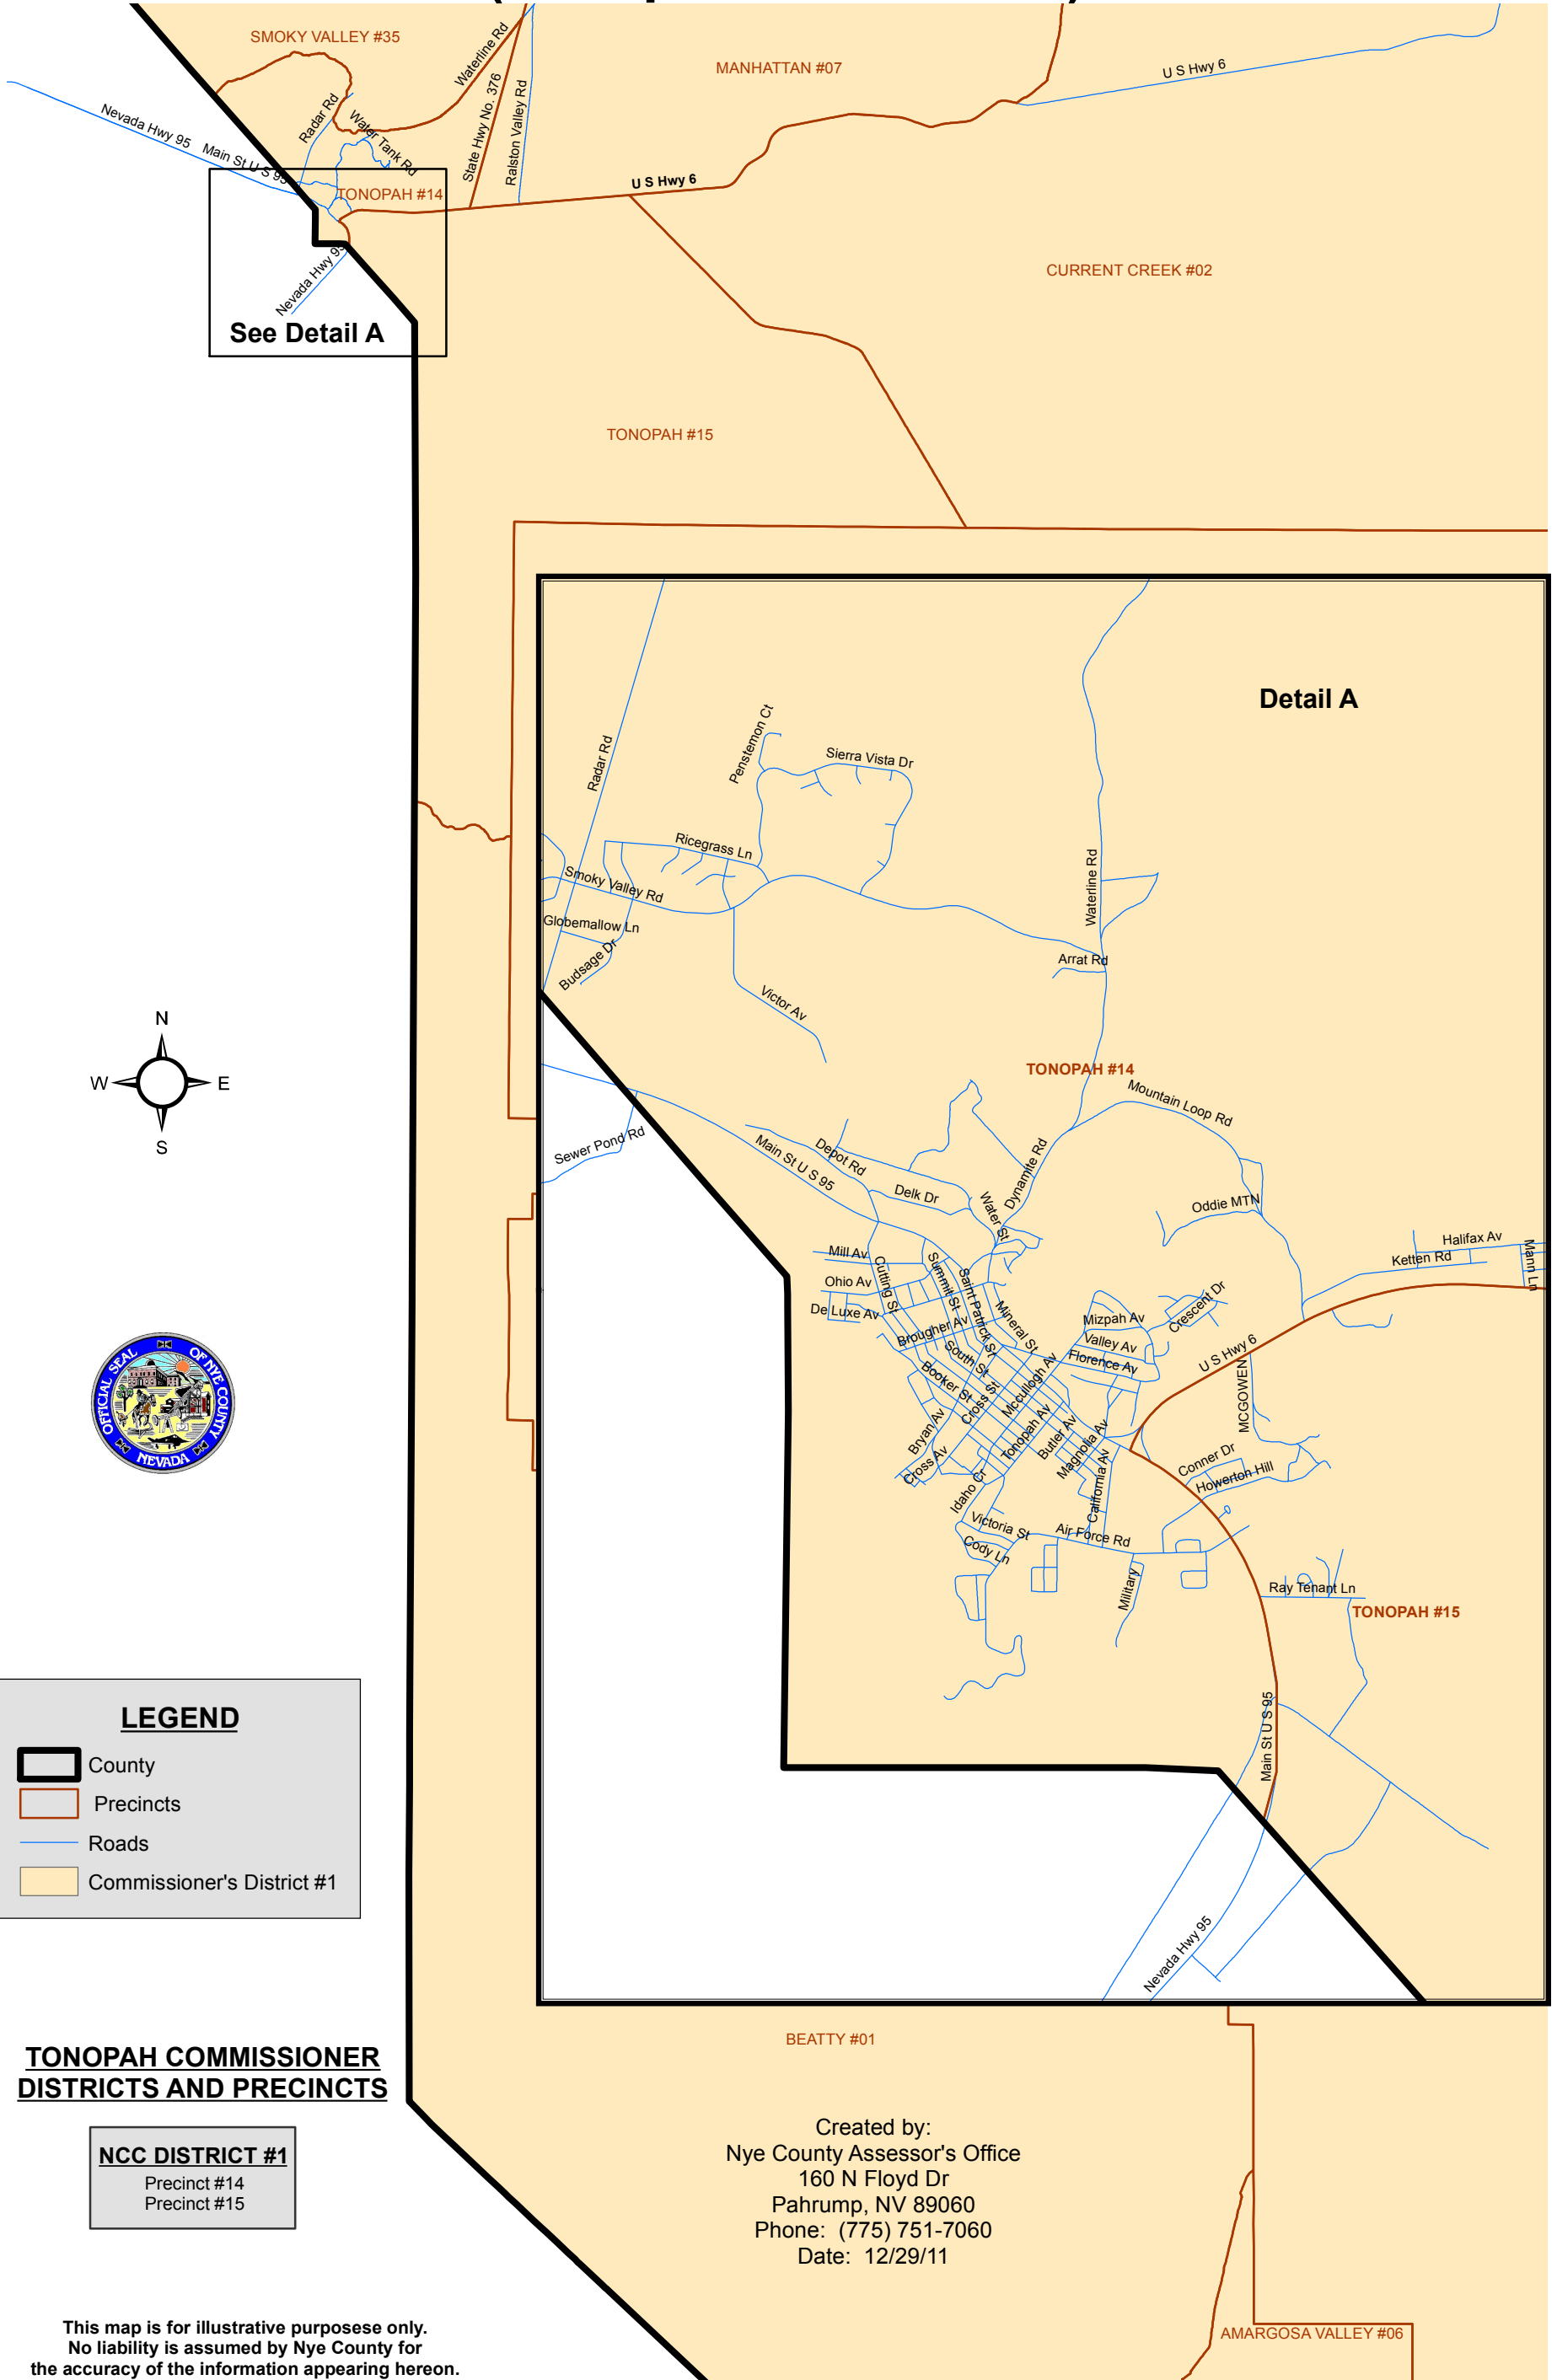 SMOKY VALLEY #35
MANHATTAN #07
U S Hwy 6
Waterline Rd
State Hwy No. 376
Ralston Valley Rd
Radar Rd
Water Tank Rd
Nevada Hwy 95
Main St U S 95
TONOPAH #14
U S Hwy 6
CURRENT CREEK #02
Nevada Hwy 95
See Detail A
TONOPAH #15
Detail A
Radar Rd
Penstemon Ct
Sierra Vista Dr
Ricegrass Ln
Smoky Valley Rd
Globemallow Ln
Budsage Dr
Victor Av
Waterline Rd
Arrat Rd
TONOPAH #14
Mountain Loop Rd
Sewer Pond Rd
Main St U S 95
Depot Rd
Delk Dr
Water St
Dynamite Rd
Oddie MTN
Halifax Av
Ketten Rd
Mann Ln
Mill Av
Ohio Av
De Luxe Av
Cutting St
Summit St
Saint Patrick St
Mineral St
Brougher Av
South St
Booker St
Cross St
Mccullogh Av
Mizpah Av
Valley Av
Florence Av
Crescent Dr
U S Hwy 6
MCGOWEN
Bryan Av
Cross Av
Tonopah Av
Butler Av
Magnolia Av
California Av
Conner Dr
Howerton Hill
Idaho Cr
Victoria St
Cody Ln
Air Force Rd
Military
Ray Tenant Ln
TONOPAH #15
Main St U S 95
Nevada Hwy 95
N
W
E
S
OFFICIAL SEAL OF NYE COUNTY
NEVADA
LEGEND
County
Precincts
Roads
Commissioner's District #1
TONOPAH COMMISSIONER
DISTRICTS AND PRECINCTS
NCC DISTRICT #1
Precinct #14
Precinct #15
BEATTY #01
Created by:
Nye County Assessor's Office
160 N Floyd Dr
Pahrump, NV 89060
Phone: (775) 751-7060
Date: 12/29/11
AMARGOSA VALLEY #06
This map is for illustrative purposese only.
No liability is assumed by Nye County for
the accuracy of the information appearing hereon.